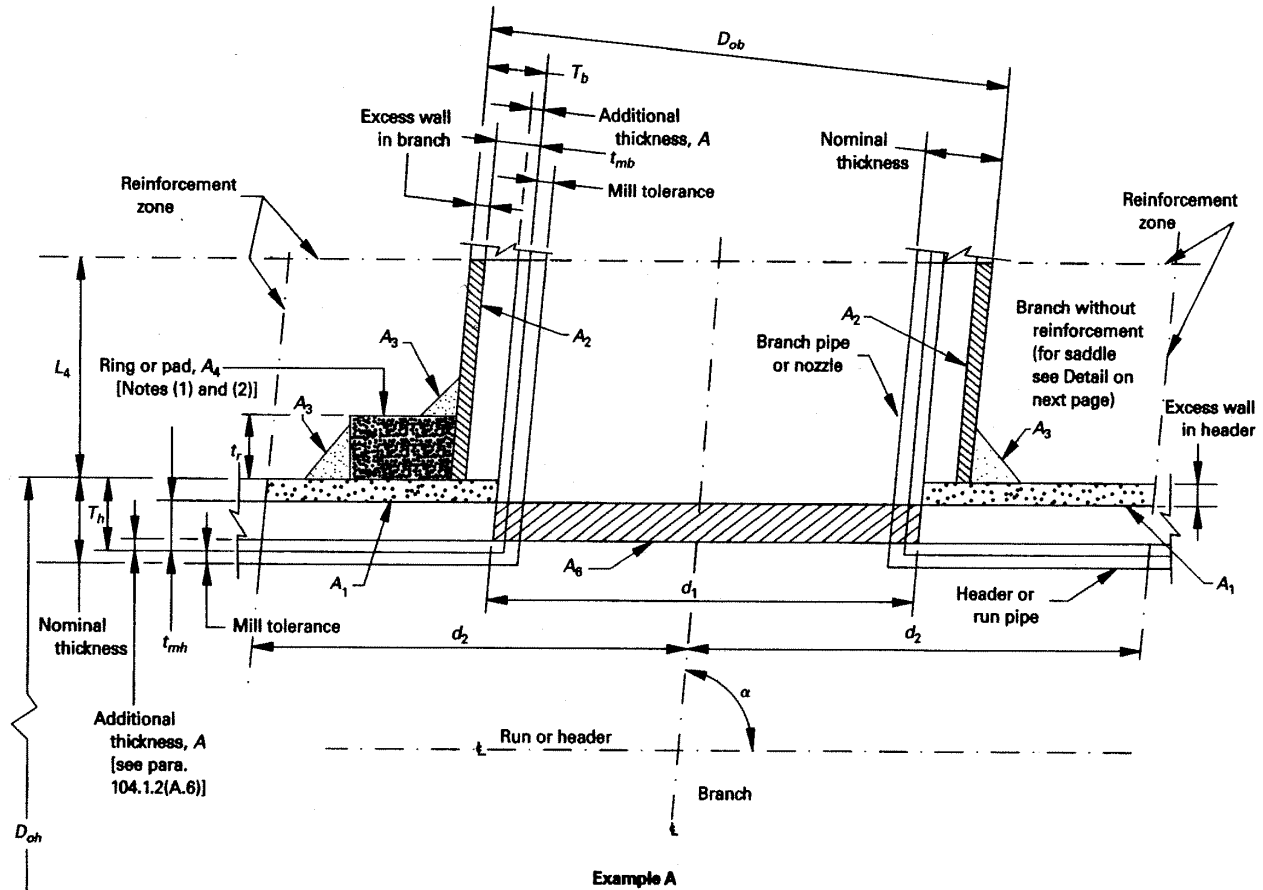 D_ob
T_b
Additional
thickness, A
Excess wall
in branch
t_mb
Mill tolerance
Nominal
thickness
Reinforcement
zone
Reinforcement
zone
A_2
A_3
A_2
Branch without
reinforcement
(for saddle
see Detail on
next page)
Branch pipe
or nozzle
L_4
Ring or pad, A_4
[Notes (1) and (2)]
A_3
A_3
Excess wall
in header
t_r
T_h
A_6
A_1
A_1
Header or
run pipe
d_1
Nominal
thickness
t_mh
Mill tolerance
d_2
d_2
α
Additional
thickness, A
[see para.
104.1.2(A.6)]
Run or header
℄
Branch
℄
D_oh
Example A